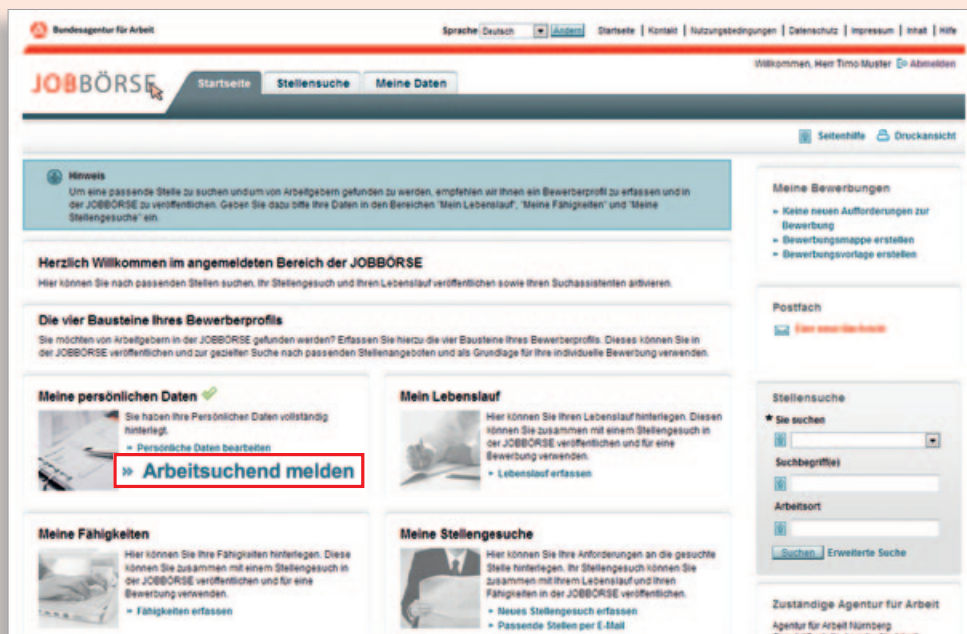 Bundesagentur für Arbeit
Sprache Deutsch Ändern Startseite | Kontakt | Nutzungsbedingungen | Datenschutz | Impressum | Inhalt | Hilfe
Willkommen, Herr Timo Muster Abmelden
JOBBÖRSE
Startseite Stellensuche Meine Daten
Seitenhilfe Druckansicht
Hinweis
Um eine passende Stelle zu suchen und um von Arbeitgebern gefunden zu werden, empfehlen wir Ihnen ein Bewerberprofil zu erfassen und in
der JOBBÖRSE zu veröffentlichen. Geben Sie dazu bitte Ihre Daten in den Bereichen "Mein Lebenslauf", "Meine Fähigkeiten" und "Meine
Stellengesuche" ein.
Herzlich Willkommen im angemeldeten Bereich der JOBBÖRSE
Hier können Sie nach passenden Stellen suchen, Ihr Stellengesuch und Ihren Lebenslauf veröffentlichen sowie Ihren Suchassistenten aktivieren.
Die vier Bausteine Ihres Bewerberprofils
Sie möchten von Arbeitgebern in der JOBBÖRSE gefunden werden? Erfassen Sie hierzu die vier Bausteine Ihres Bewerberprofils. Dieses können Sie in
der JOBBÖRSE veröffentlichen und zur gezielten Suche nach passenden Stellenangeboten und als Grundlage für Ihre individuelle Bewerbung verwenden.
Meine persönlichen Daten
Sie haben Ihre Persönlichen Daten vollständig
hinterlegt.
» Persönliche Daten bearbeiten
» Arbeitsuchend melden
Mein Lebenslauf
Hier können Sie Ihren Lebenslauf hinterlegen. Diesen
können Sie zusammen mit einem Stellengesuch in
der JOBBÖRSE veröffentlichen und für eine
Bewerbung verwenden.
» Lebenslauf erfassen
Meine Fähigkeiten
Hier können Sie Ihre Fähigkeiten hinterlegen. Diese
können Sie zusammen mit einem Stellengesuch in
der JOBBÖRSE veröffentlichen und für eine
Bewerbung verwenden.
» Fähigkeiten erfassen
Meine Stellengesuche
Hier können Sie Ihre Anforderungen an die gesuchte
Stelle hinterlegen. Ihr Stellengesuch können Sie
zusammen mit Ihrem Lebenslauf und Ihren
Fähigkeiten in der JOBBÖRSE veröffentlichen.
» Neues Stellengesuch erfassen
» Passende Stellen per E-Mail
Meine Bewerbungen
» Keine neuen Aufforderungen zur
Bewerbung
» Bewerbungsmappe erstellen
» Bewerbungsvorlage erstellen
Postfach
Stellensuche
* Sie suchen
Suchbegriff(e)
Arbeitsort
Suchen Erweiterte Suche
Zuständige Agentur für Arbeit
Agentur für Arbeit Nürnberg